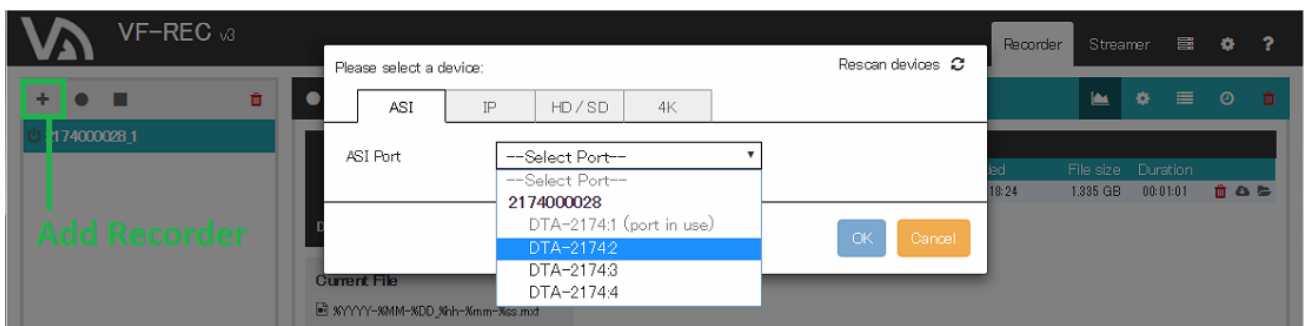 VF-REC v3
Recorder Streamer ?
Please select a device: Rescan devices
ASI IP HD/SD 4K
2174000028_1
ASI Port --Select Port--
--Select Port--
2174000028
DTA-2174:1 (port in use)
DTA-2174:2
DTA-2174:3
DTA-2174:4
File size Duration
18:24 1.335 GB 00:01:01
Add Recorder
OK Cancel
Current File
%YYYY-%MM-%DD_%hh-%mm-%ss.mxf